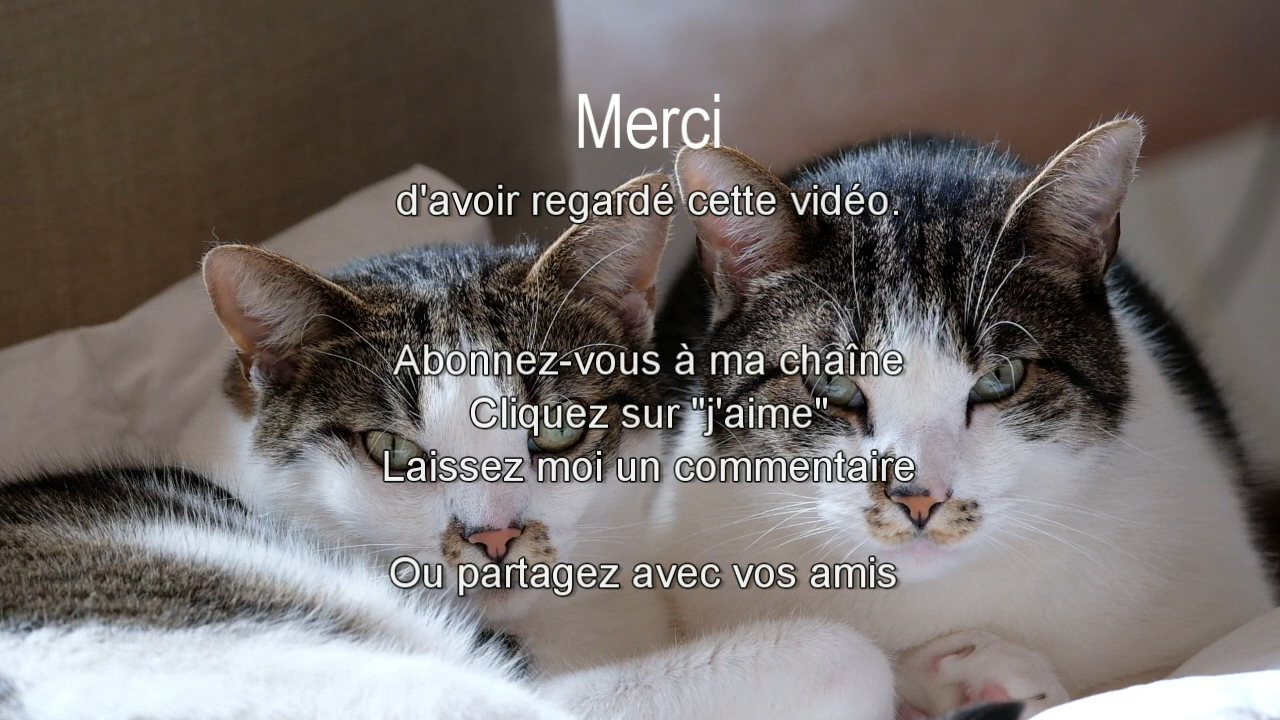 Merci
d'avoir regardé cette vidéo.
Abonnez-vous à ma chaîne
Cliquez sur "j'aime"
Laissez moi un commentaire
Ou partagez avec vos amis